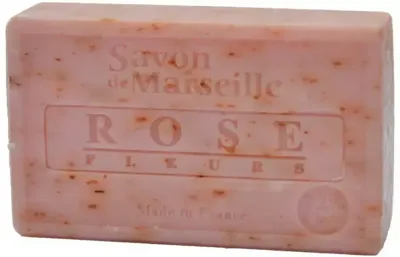 Savon
de Marseille
ROSE
FLEURS
Made in France